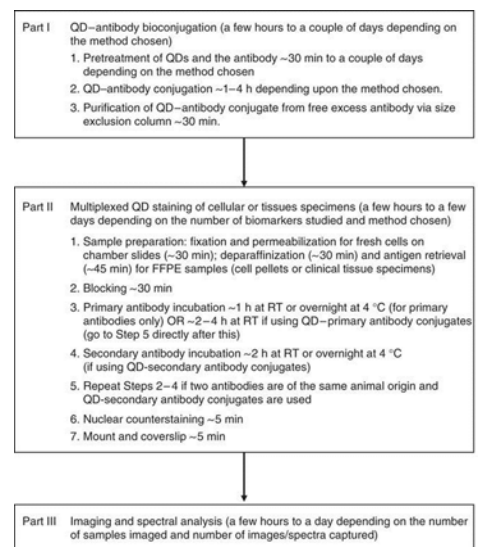 Part I QD–antibody bioconjugation (a few hours to a couple of days depending on
the method chosen)
1. Pretreatment of QDs and the antibody ~30 min to a couple of days
depending on the method chosen
2. QD–antibody conjugation ~1–4 h depending upon the method chosen.
3. Purification of QD–antibody conjugate from free excess antibody via size
exclusion column ~30 min.
Part II Multiplexed QD staining of cellular or tissues specimens (a few hours to a few
days depending on the number of biomarkers studied and method chosen)
1. Sample preparation: fixation and permeabilization for fresh cells on
chamber slides (~30 min); deparaffinization (~30 min) and antigen retrieval
(~45 min) for FFPE samples (cell pellets or clinical tissue specimens)
2. Blocking ~30 min
3. Primary antibody incubation ~1 h at RT or overnight at 4 °C (for primary
antibodies only) OR ~2–4 h at RT if using QD–primary antibody conjugates
(go to Step 5 directly after this)
4. Secondary antibody incubation ~2 h at RT or overnight at 4 °C
(if using QD-secondary antibody conjugates)
5. Repeat Steps 2–4 if two antibodies are of the same animal origin and
QD-secondary antibody conjugates are used
6. Nuclear counterstaining ~5 min
7. Mount and coverslip ~5 min
Part III Imaging and spectral analysis (a few hours to a day depending on the number
of samples imaged and number of images/spectra captured)